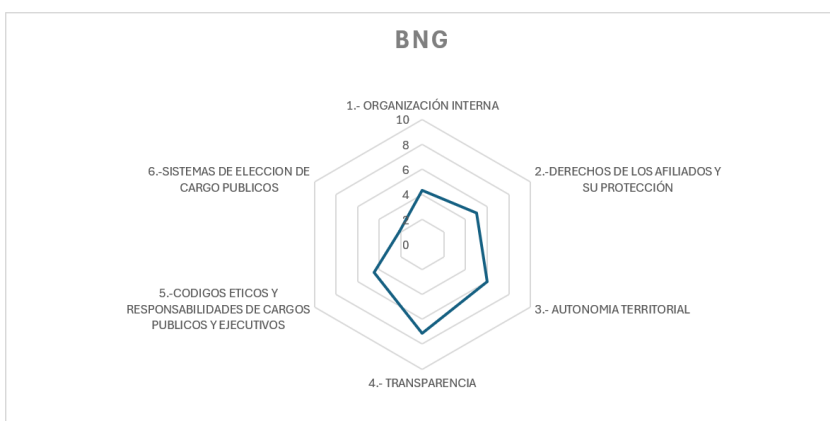 BNG
1.- ORGANIZACIÓN INTERNA
10
8
6
4
2
0
2.-DERECHOS DE LOS AFILIADOS Y
SU PROTECCIÓN
3.- AUTONOMIA TERRITORIAL
4.- TRANSPARENCIA
5.-CODIGOS ETICOS Y
RESPONSABILIDADES DE CARGOS
PUBLICOS Y EJECUTIVOS
6.-SISTEMAS DE ELECCION DE
CARGO PUBLICOS